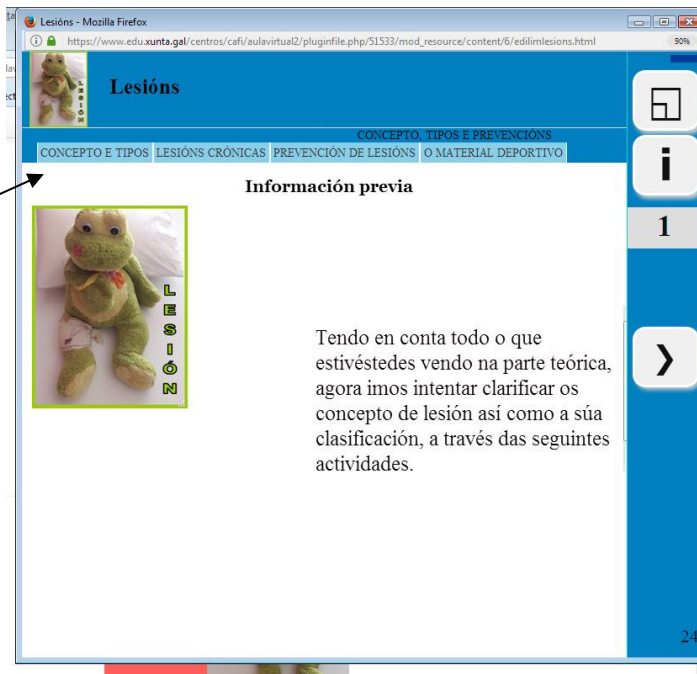 Lesións - Mozilla Firefox
https://www.edu.xunta.gal/centros/cafi/aulavirtual2/pluginfile.php/51533/mod_resource/content/6/edilimlesions.html
90%
LESIÓN
Lesións
CONCEPTO, TIPOS E PREVENCIÓNS
CONCEPTO E TIPOS LESIÓNS CRÓNICAS PREVENCIÓN DE LESIÓNS O MATERIAL DEPORTIVO
i
Información previa
1
LESIÓN
Tendo en conta todo o que
estivéstedes vendo na parte teórica,
agora imos intentar clarificar os
concepto de lesión así como a súa
clasificación, a través das seguintes
actividades.
24